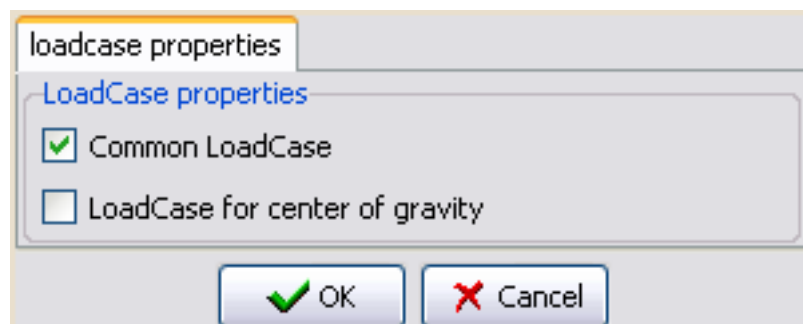 loadcase properties
LoadCase properties
Common LoadCase
LoadCase for center of gravity
OK Cancel